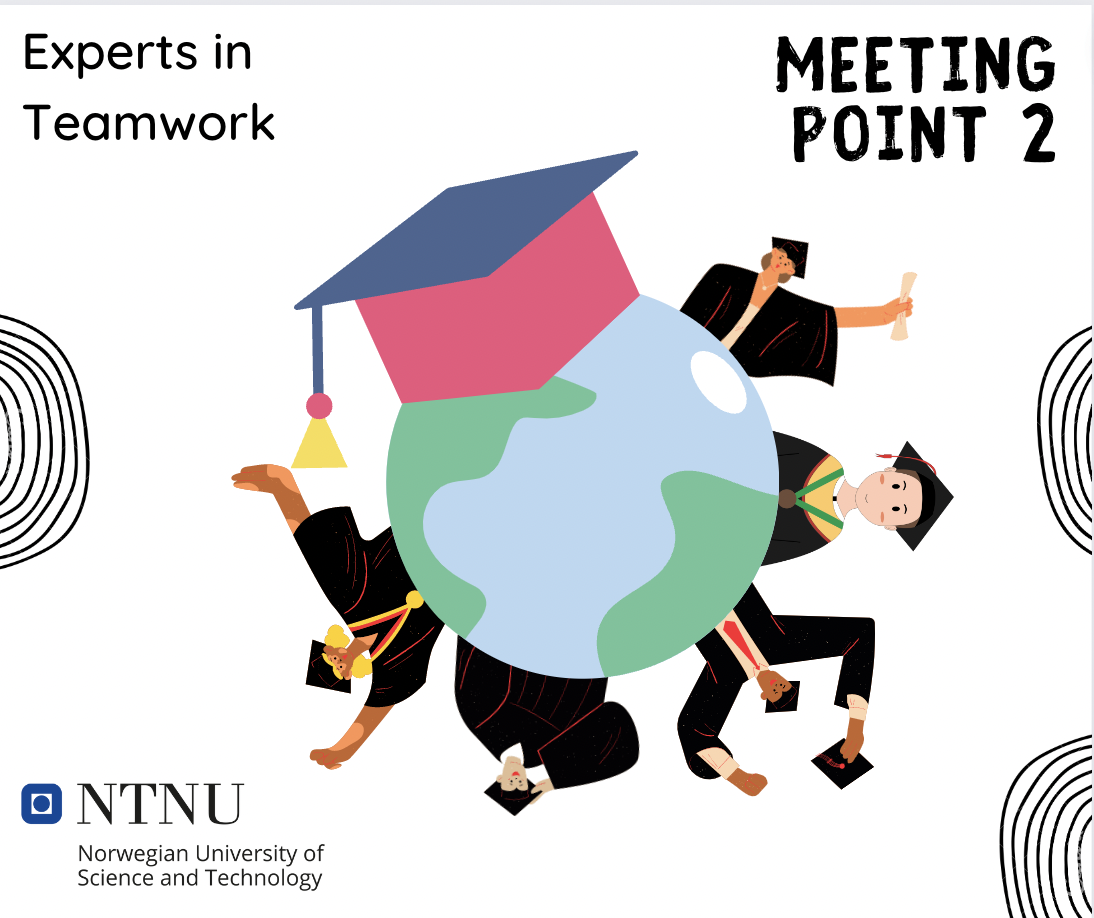 Experts in
Teamwork
MEETING
POINT 2
NTNU
Norwegian University of
Science and Technology